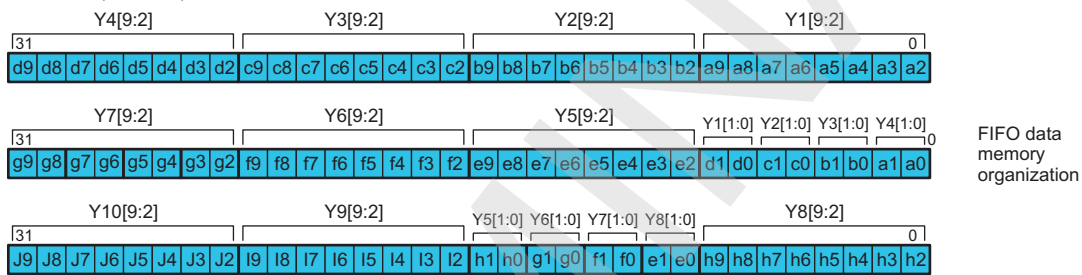 Y4[9:2] Y3[9:2] Y2[9:2] Y1[9:2]
31 0
d9 d8 d7 d6 d5 d4 d3 d2 c9 c8 c7 c6 c5 c4 c3 c2 b9 b8 b7 b6 b5 b4 b3 b2 a9 a8 a7 a6 a5 a4 a3 a2
Y7[9:2] Y6[9:2] Y5[9:2] Y1[1:0] Y2[1:0] Y3[1:0] Y4[1:0]
31 0
g9 g8 g7 g6 g5 g4 g3 g2 f9 f8 f7 f6 f5 f4 f3 f2 e9 e8 e7 e6 e5 e4 e3 e2 d1 d0 c1 c0 b1 b0 a1 a0
FIFO data
memory
organization
Y10[9:2] Y9[9:2] Y5[1:0] Y6[1:0] Y7[1:0] Y8[1:0] Y8[9:2]
31 0
J9 J8 J7 J6 J5 J4 J3 J2 I9 I8 I7 I6 I5 I4 I3 I2 h1 h0 g1 g0 f1 f0 e1 e0 h9 h8 h7 h6 h5 h4 h3 h2